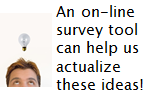 An on-line
survey tool
can help us
actualize
these ideas!